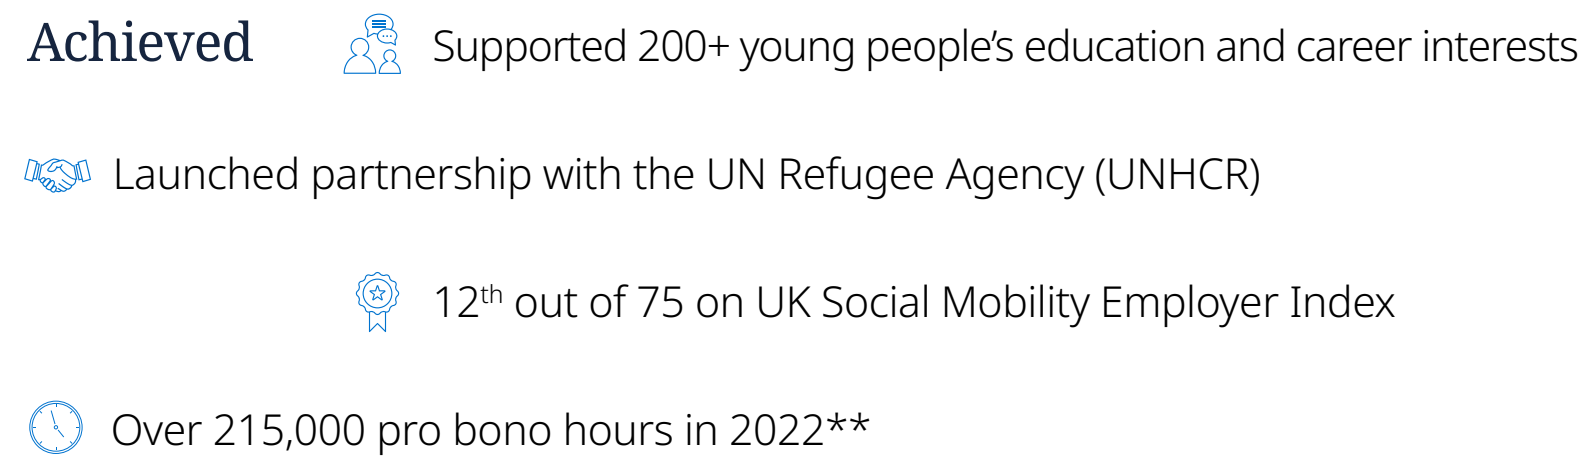 Achieved
Supported 200+ young people’s education and career interests
Launched partnership with the UN Refugee Agency (UNHCR)
12th out of 75 on UK Social Mobility Employer Index
Over 215,000 pro bono hours in 2022**